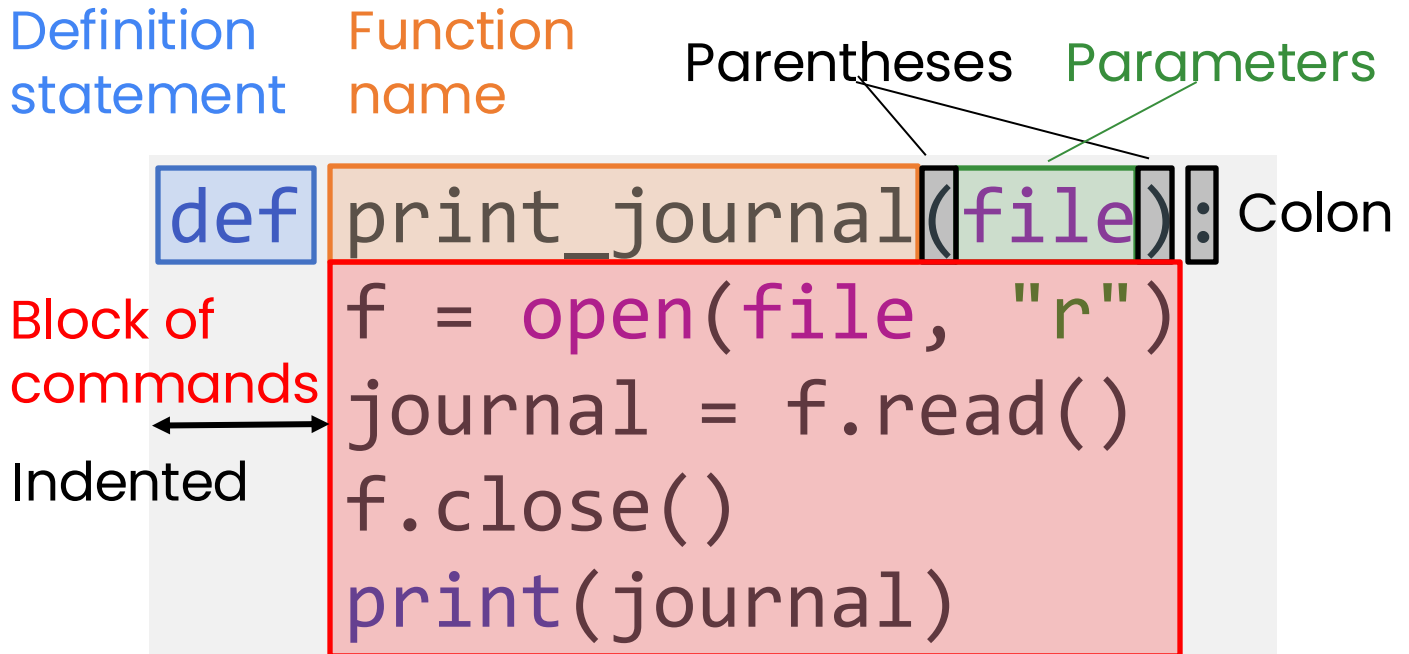 Definition
statement
Function
name
Parentheses
Parameters
def print_journal(file):
Colon
Block of
commands
Indented
f = open(file, "r")
journal = f.read()
f.close()
print(journal)